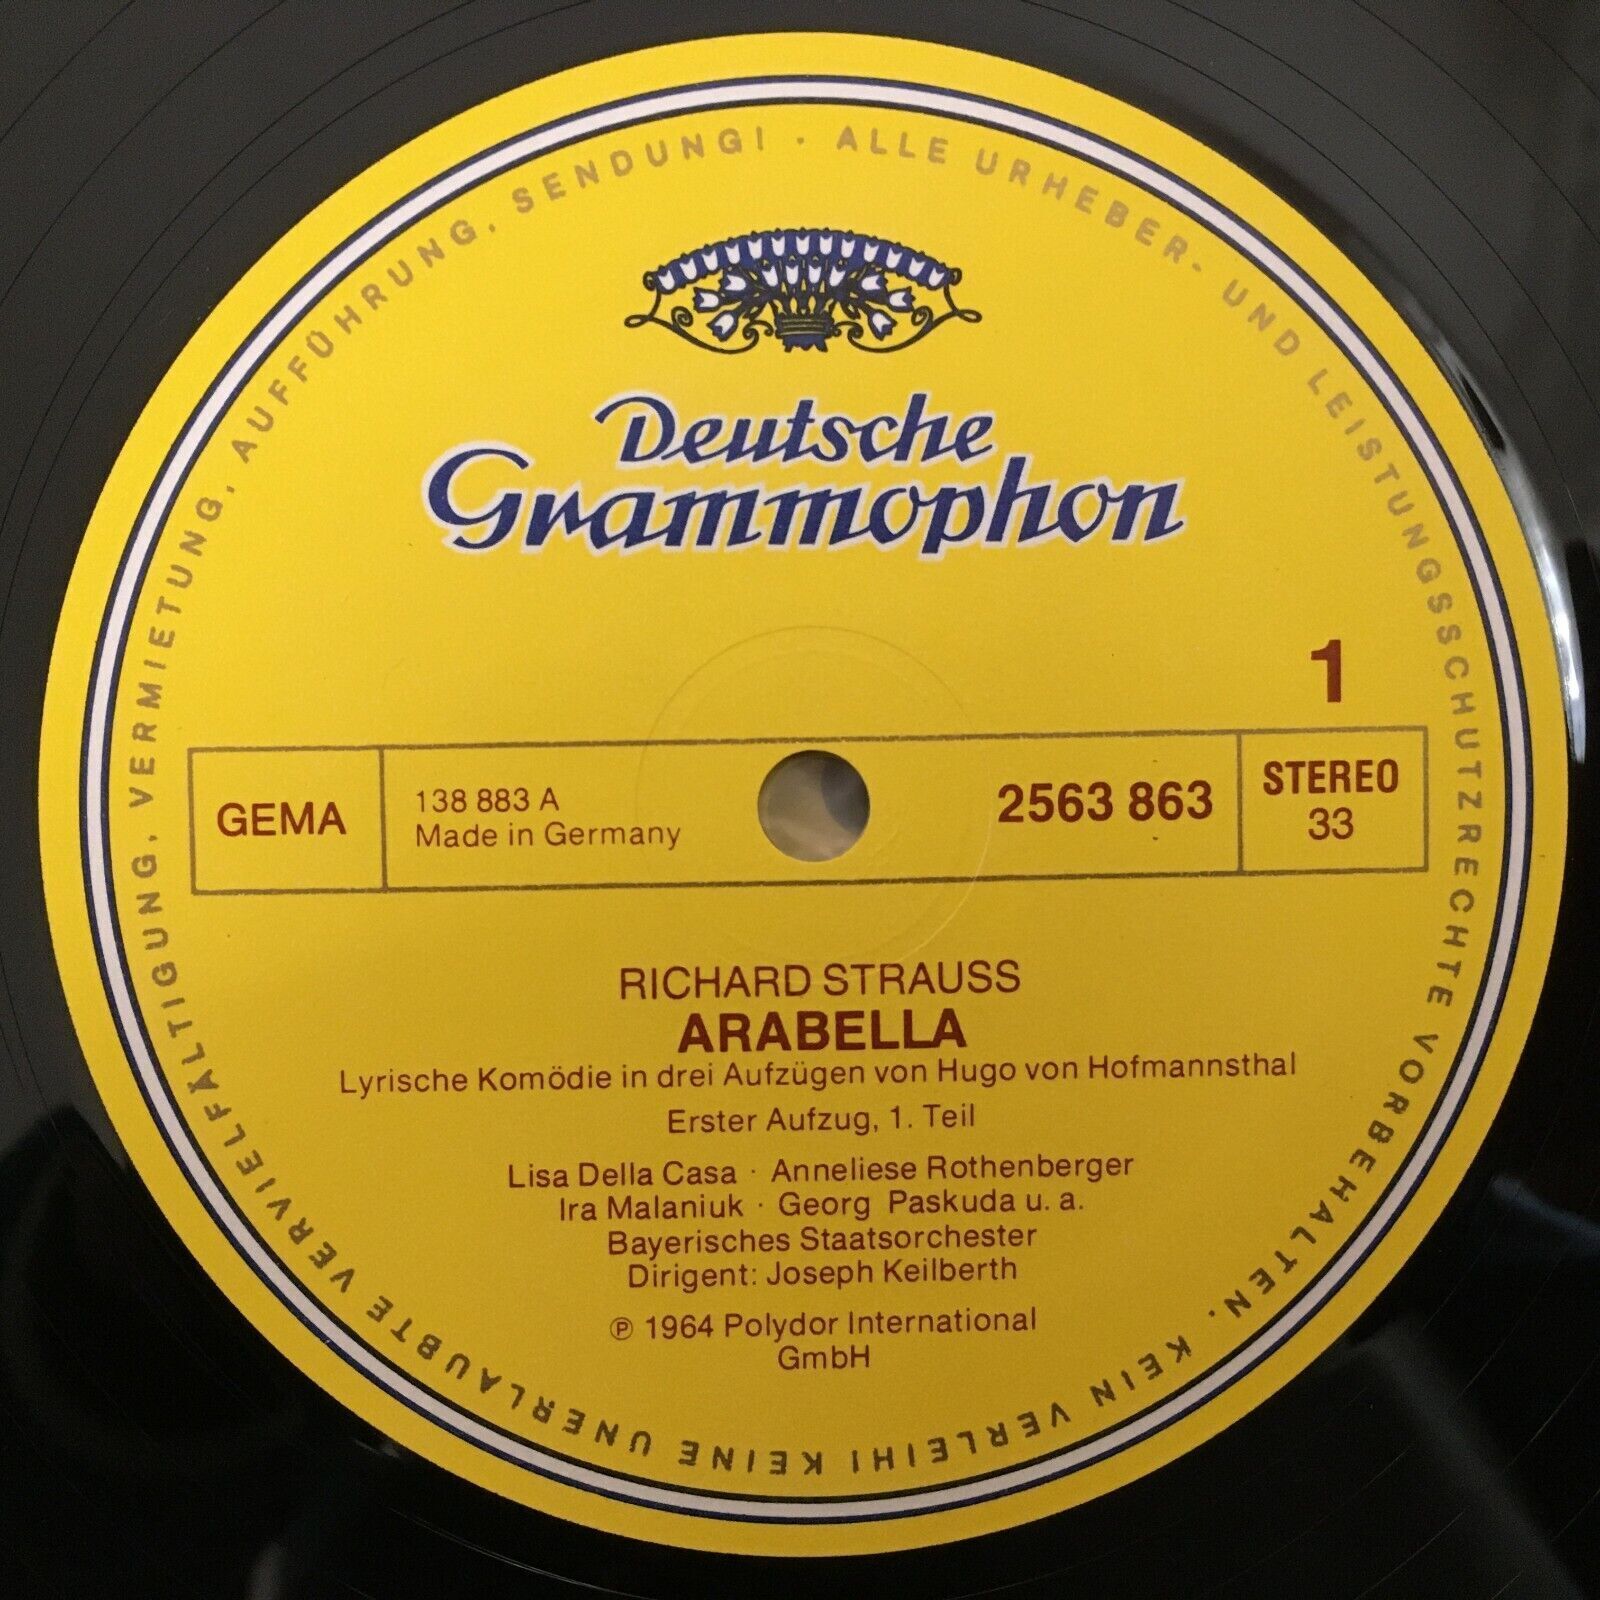 ALLE URHEBER- UND LEISTUNGSSCHUTZRECHTE VORBEHALTEN. KEIN VERLEIH! KEINE UNERLAUBTE VERVIELFÄLTIGUNG, VERMIETUNG, AUFFÜHRUNG, SENDUNG! ·
Deutsche
Grammophon
1
GEMA
138 883 A
Made in Germany
2563 863
STEREO
33
RICHARD STRAUSS
ARABELLA
Lyrische Komödie in drei Aufzügen von Hugo von Hofmannsthal
Erster Aufzug, 1. Teil
Lisa Della Casa · Anneliese Rothenberger
Ira Malaniuk · Georg Paskuda u. a.
Bayerisches Staatsorchester
Dirigent: Joseph Keilberth
℗ 1964 Polydor International
GmbH